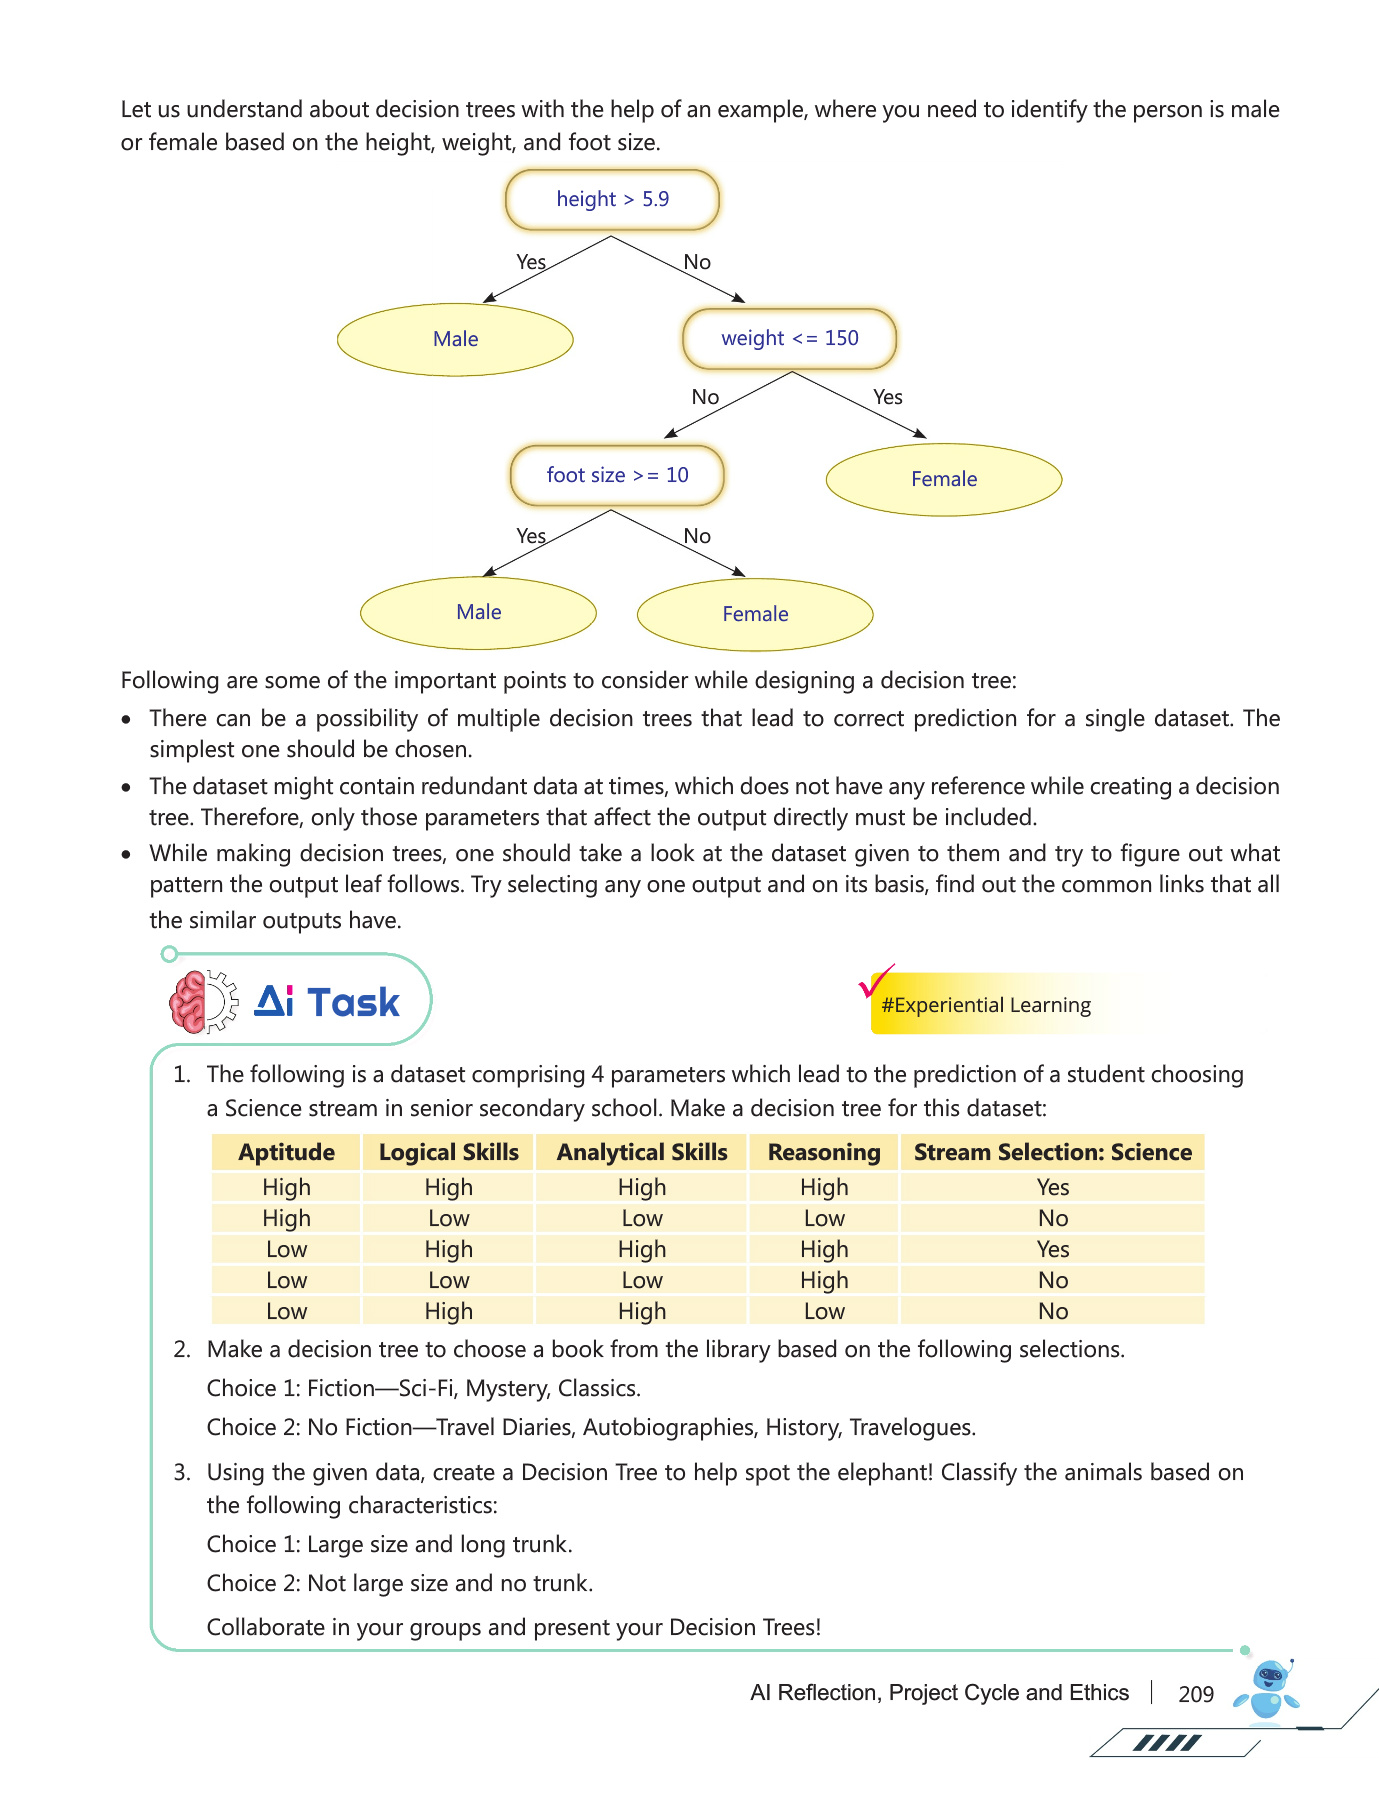 Let us understand about decision trees with the help of an example, where you need to identify the person is male
or female based on the height, weight, and foot size.
height > 5.9
Yes
No
Male
weight <= 150
No
Yes
foot size >= 10
Female
Yes
No
Male
Female
Following are some of the important points to consider while designing a decision tree:
• There can be a possibility of multiple decision trees that lead to correct prediction for a single dataset. The
simplest one should be chosen.
• The dataset might contain redundant data at times, which does not have any reference while creating a decision
tree. Therefore, only those parameters that affect the output directly must be included.
• While making decision trees, one should take a look at the dataset given to them and try to figure out what
pattern the output leaf follows. Try selecting any one output and on its basis, find out the common links that all
the similar outputs have.
Ai Task
#Experiential Learning
1. The following is a dataset comprising 4 parameters which lead to the prediction of a student choosing
a Science stream in senior secondary school. Make a decision tree for this dataset:
Aptitude Logical Skills Analytical Skills Reasoning Stream Selection: Science
High High High High Yes
High Low Low Low No
Low High High High Yes
Low Low Low High No
Low High High Low No
2. Make a decision tree to choose a book from the library based on the following selections.
Choice 1: Fiction—Sci-Fi, Mystery, Classics.
Choice 2: No Fiction—Travel Diaries, Autobiographies, History, Travelogues.
3. Using the given data, create a Decision Tree to help spot the elephant! Classify the animals based on
the following characteristics:
Choice 1: Large size and long trunk.
Choice 2: Not large size and no trunk.
Collaborate in your groups and present your Decision Trees!
AI Reflection, Project Cycle and Ethics 209